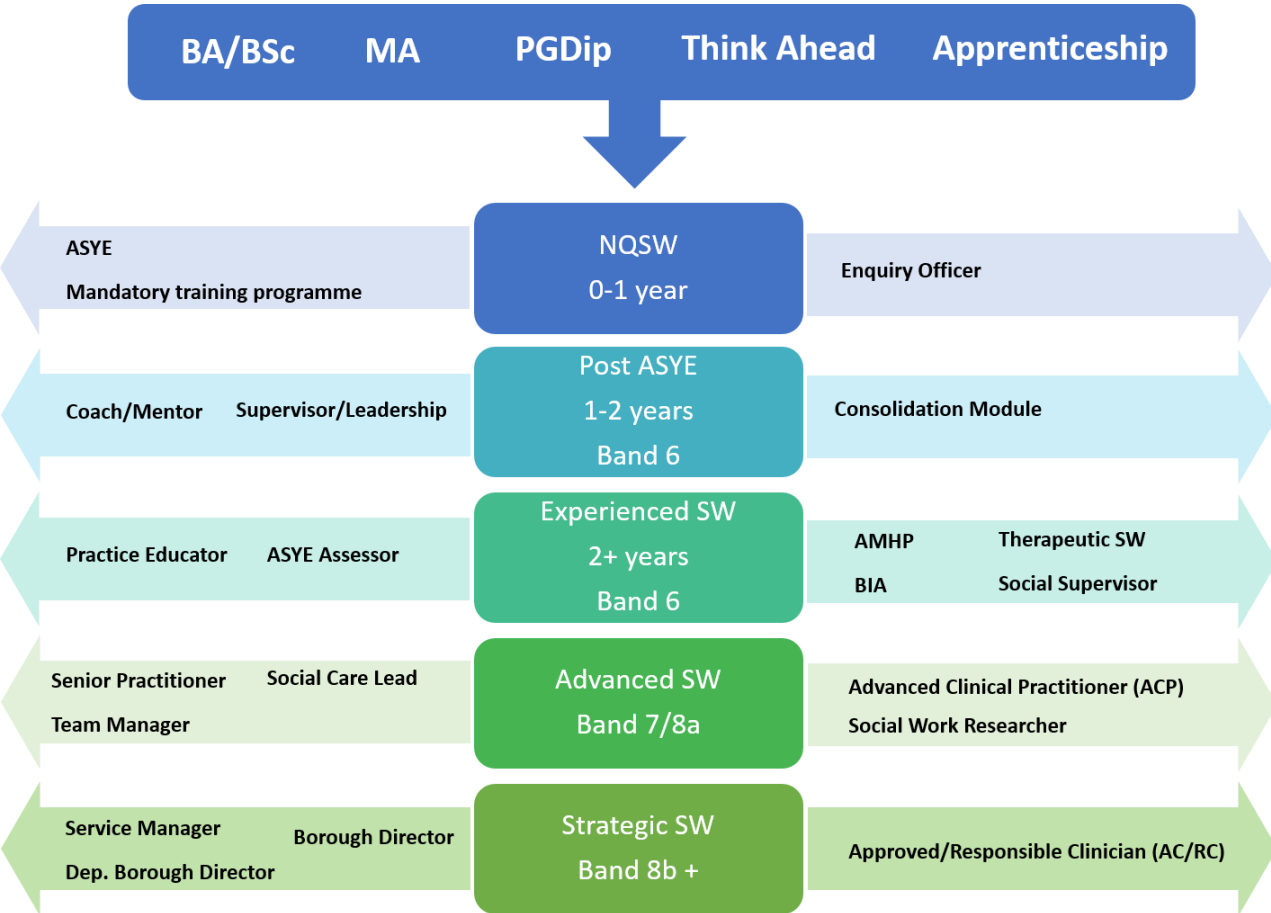 BA/BSc MA PGDip Think Ahead Apprenticeship
NQSW
0-1 year
ASYE
Mandatory training programme
Enquiry Officer
Post ASYE
1-2 years
Band 6
Coach/Mentor Supervisor/Leadership
Consolidation Module
Experienced SW
2+ years
Band 6
Practice Educator ASYE Assessor
AMHP Therapeutic SW
BIA Social Supervisor
Advanced SW
Band 7/8a
Senior Practitioner Social Care Lead
Team Manager
Advanced Clinical Practitioner (ACP)
Social Work Researcher
Strategic SW
Band 8b +
Service Manager Borough Director
Dep. Borough Director
Approved/Responsible Clinician (AC/RC)